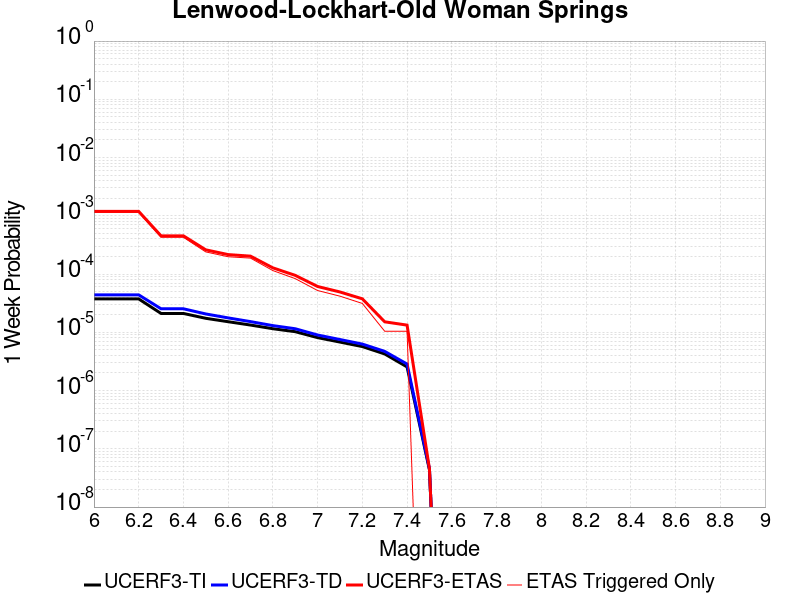 Lenwood-Lockhart-Old Woman Springs
10^0
10^-1
10^-2
10^-3
10^-4
10^-5
10^-6
10^-7
10^-8
1 Week Probability
6 6.2 6.4 6.6 6.8 7 7.2 7.4 7.6 7.8 8 8.2 8.4 8.6 8.8 9
Magnitude
UCERF3-TI UCERF3-TD UCERF3-ETAS ETAS Triggered Only